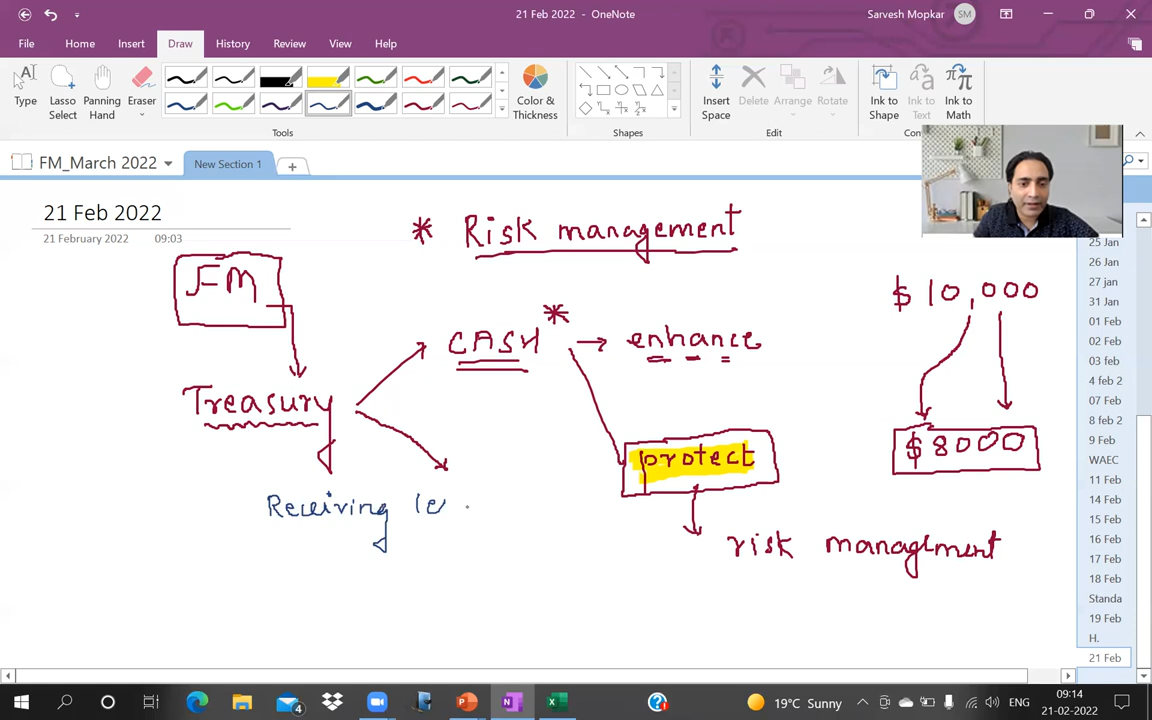 21 Feb 2022 - OneNote
Sarvesh Mopkar
SM
File Home Insert Draw History Review View Help
Type
Lasso Select
Panning Hand
Eraser
Color & Thickness
Insert Space
Delete
Arrange
Rotate
Ink to Shape
Ink to Text
Ink to Math
Tools
Shapes
Edit
FM_March 2022
New Section 1
21 Feb 2022
21 February 2022 09:03
* Risk management
FM
$ 10,000
CASH * → enhance
Treasury
$ 8000
protect
Receiving le
risk management
25 Jan
26 Jan
27 jan
31 Jan
01 Feb
02 Feb
03 feb
4 feb 2
07 Feb
8 feb 2
9 Feb
WAEC
11 Feb
14 Feb
15 Feb
16 Feb
17 Feb
18 Feb
Standa
19 Feb
H.
21 Feb
4
19°C Sunny
ENG
09:14
21-02-2022